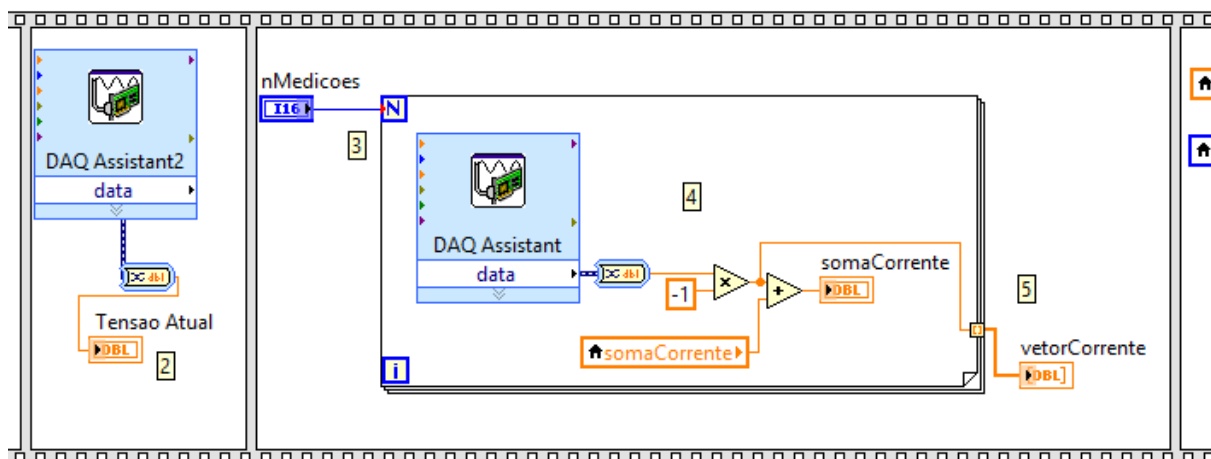 DAQ Assistant2
data
dbl
Tensao Atual
DBL
2
nMedicoes
I16
N
3
DAQ Assistant
data
dbl
4
-1
×
+
somaCorrente
DBL
somaCorrente
i
5
vetorCorrente
DBL]